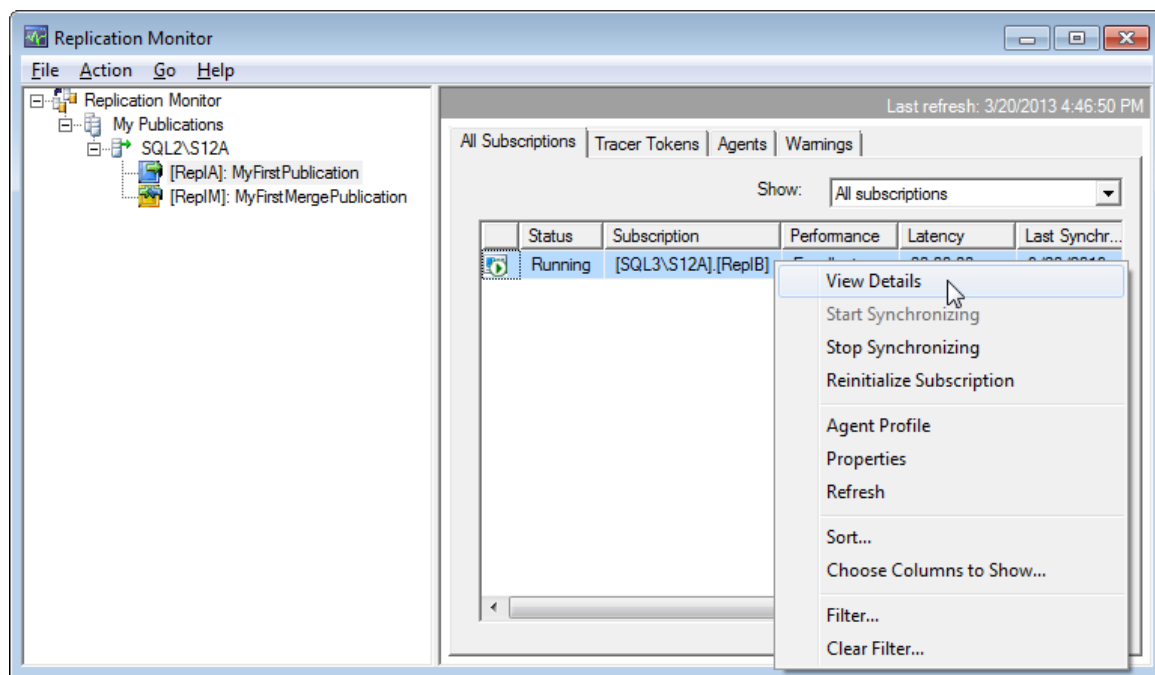 Replication Monitor
File Action Go Help
Replication Monitor
My Publications
SQL2\S12A
[ReplA]: MyFirstPublication
[ReplM]: MyFirstMergePublication
Last refresh: 3/20/2013 4:46:50 PM
All Subscriptions Tracer Tokens Agents Warnings
Show: All subscriptions
Status Subscription Performance Latency Last Synchr...
Running [SQL3\S12A].[ReplB]
View Details
Start Synchronizing
Stop Synchronizing
Reinitialize Subscription
Agent Profile
Properties
Refresh
Sort...
Choose Columns to Show...
Filter...
Clear Filter...